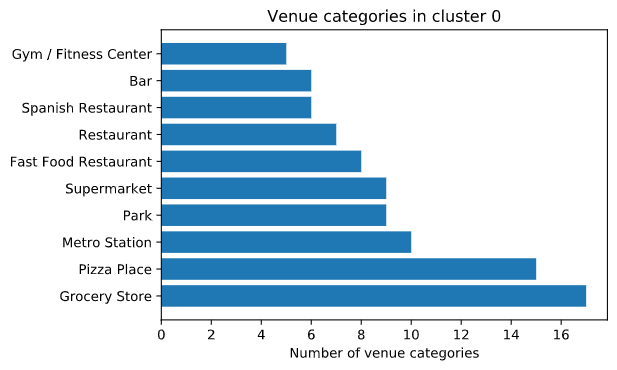 Venue categories in cluster 0
Gym / Fitness Center
Bar
Spanish Restaurant
Restaurant
Fast Food Restaurant
Supermarket
Park
Metro Station
Pizza Place
Grocery Store
0 2 4 6 8 10 12 14 16
Number of venue categories